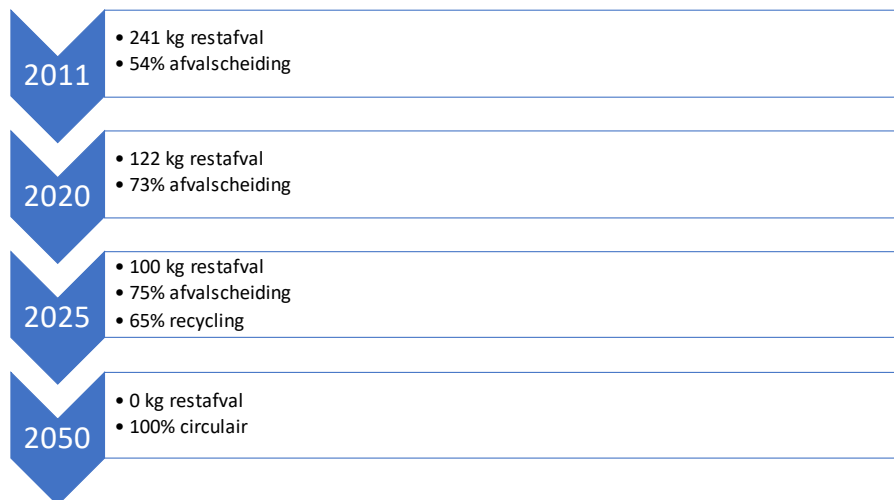 2011
• 241 kg restafval
• 54% afvalscheiding
2020
• 122 kg restafval
• 73% afvalscheiding
2025
• 100 kg restafval
• 75% afvalscheiding
• 65% recycling
2050
• 0 kg restafval
• 100% circulair